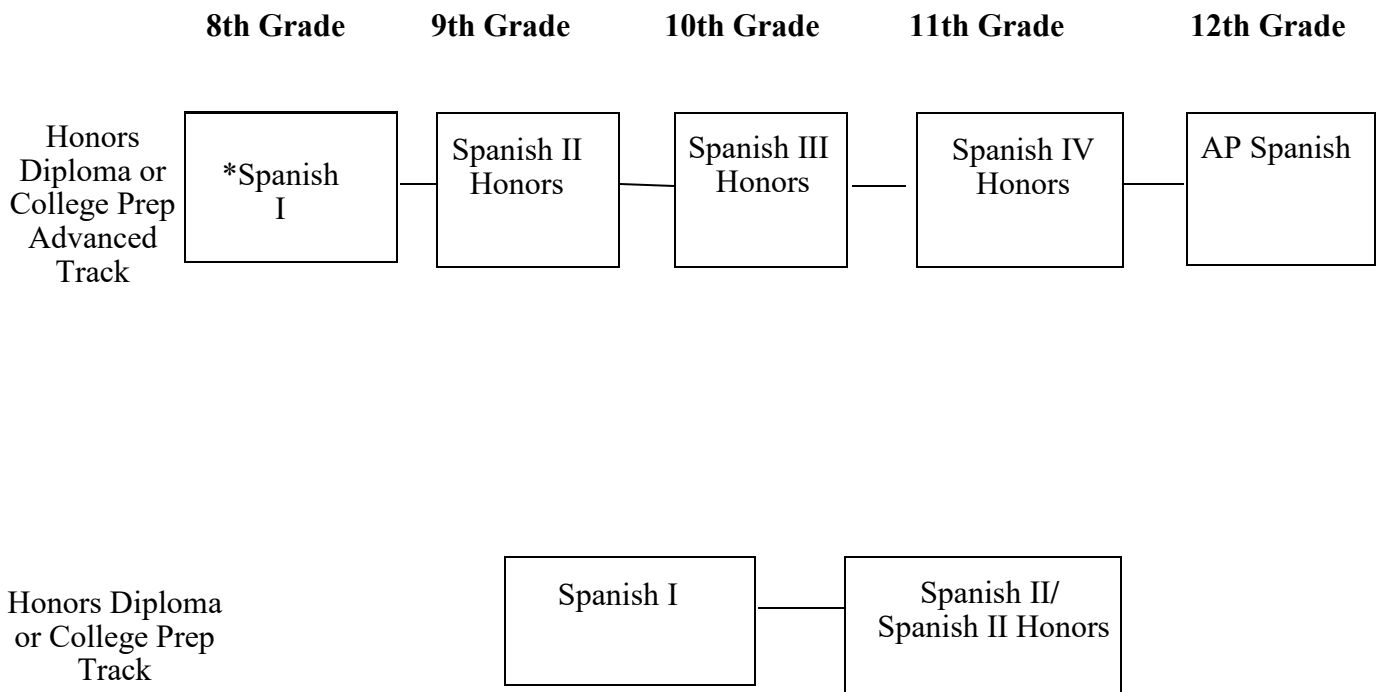 8th Grade 9th Grade 10th Grade 11th Grade 12th Grade
Honors
Diploma or
College Prep
Advanced
Track
*Spanish
I
Spanish II
Honors
Spanish III
Honors
Spanish IV
Honors
AP Spanish
Honors Diploma
or College Prep
Track
Spanish I
Spanish II/
Spanish II Honors